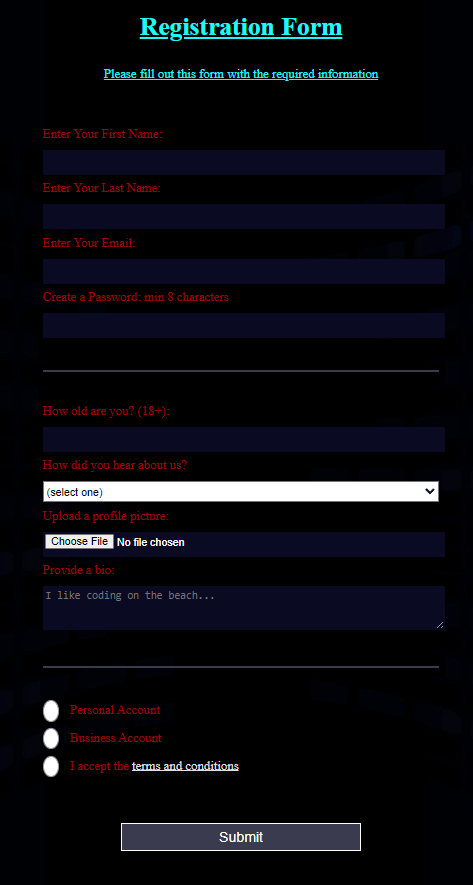 Registration Form
Please fill out this form with the required information
Enter Your First Name:
Enter Your Last Name:
Enter Your Email:
Create a Password: min 8 characters
How old are you? (18+):
How did you hear about us?
(select one)
Upload a profile picture:
Choose File No file chosen
Provide a bio:
I like coding on the beach...
Personal Account
Business Account
I accept the terms and conditions
Submit